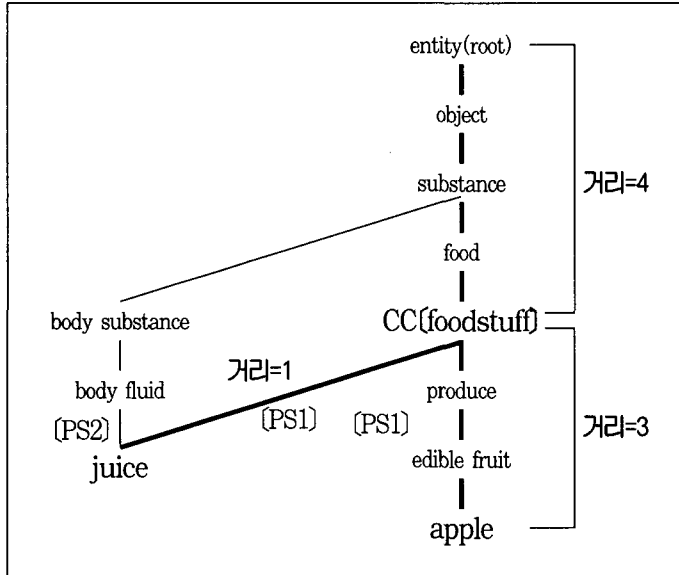 entity(root)
object
substance
거리=4
food
body substance
CC〔foodstuff〕
거리=1
body fluid
produce
〔PS2〕
〔PS1〕
〔PS1〕
거리=3
juice
edible fruit
apple